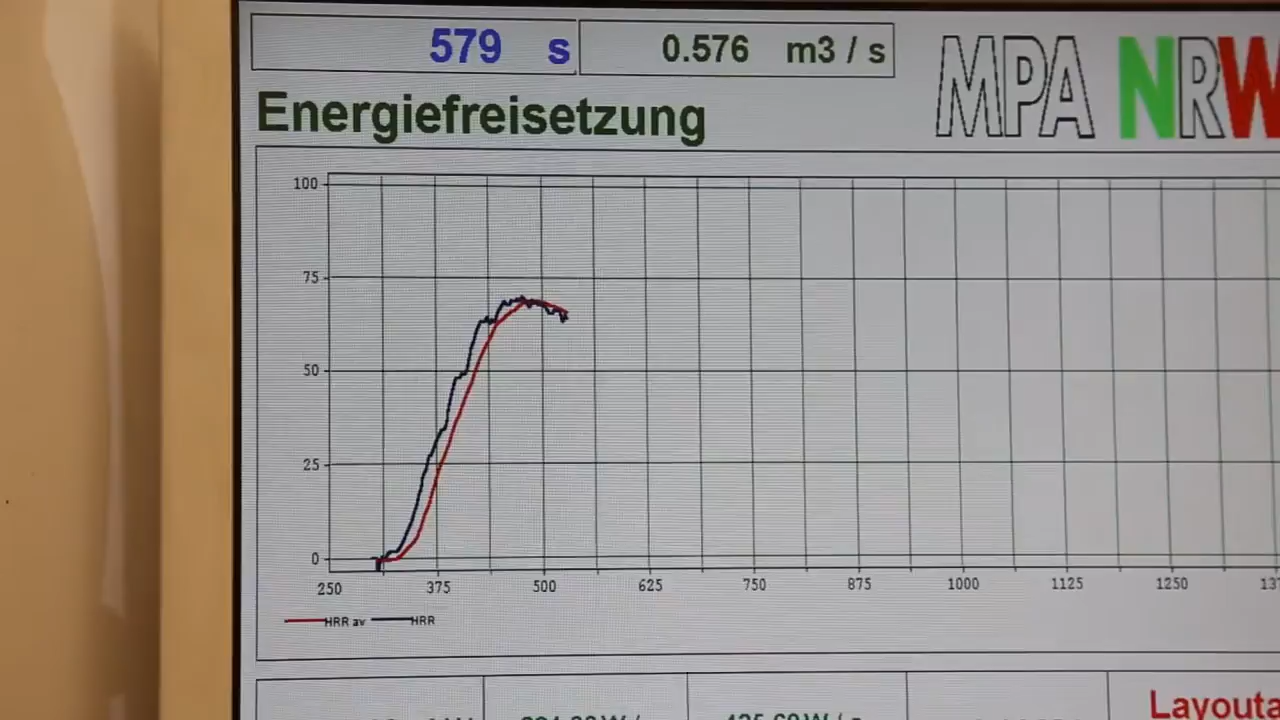 579 s 0.576 m3 / s
MPA NRW
Energiefreisetzung
100
75
50
25
0
250 375 500 625 750 875 1000 1125 1250
HRR av HRR
Layouta